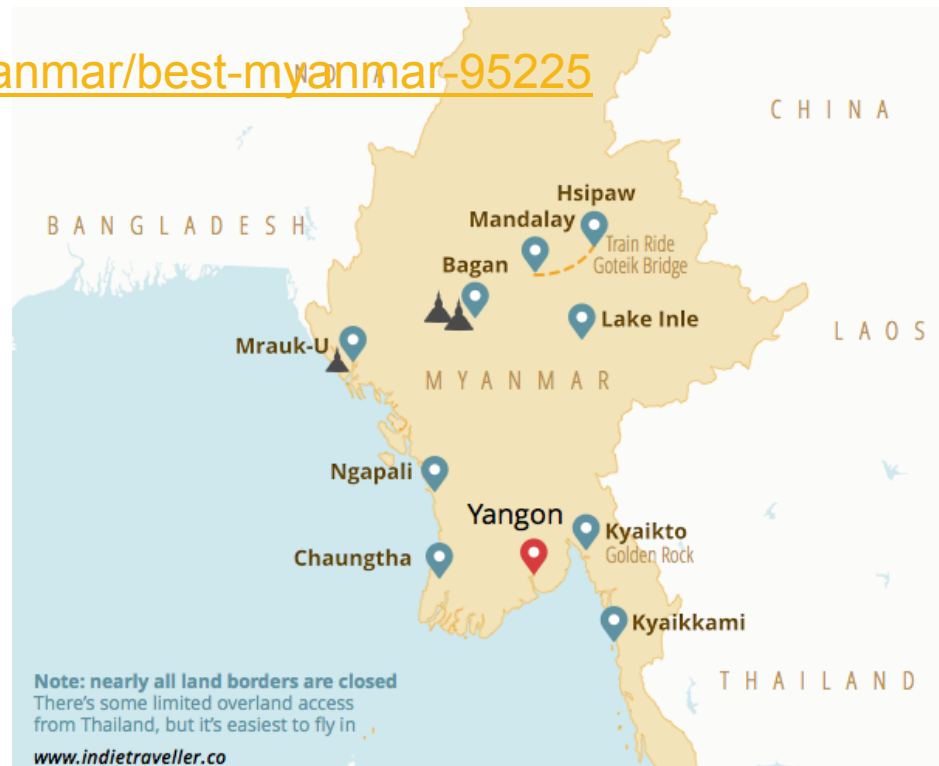 anmar/best-myanmar-95225
INDIA
CHINA
BANGLADESH
Hsipaw
Mandalay
Train Ride
Goteik Bridge
Bagan
Lake Inle
LAOS
Mrauk-U
MYANMAR
Ngapali
Yangon
Kyaikto
Golden Rock
Chaungtha
Kyaikkami
THAILAND
Note: nearly all land borders are closed
There's some limited overland access
from Thailand, but it's easiest to fly in
www.indietraveller.co